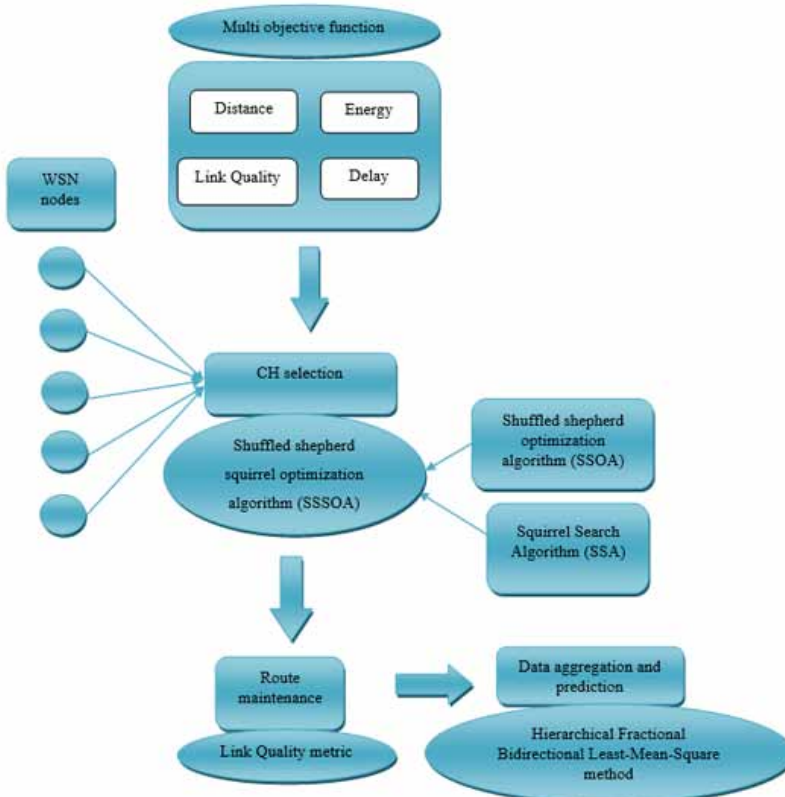 Multi objective function
Distance
Energy
Link Quality
Delay
WSN
nodes
CH selection
Shuffled shepherd
squirrel optimization
algorithm (SSSOA)
Shuffled shepherd
optimization
algorithm (SSOA)
Squirrel Search
Algorithm (SSA)
Route
maintenance
Link Quality metric
Data aggregation and
prediction
Hierarchical Fractional
Bidirectional Least-Mean-Square
method